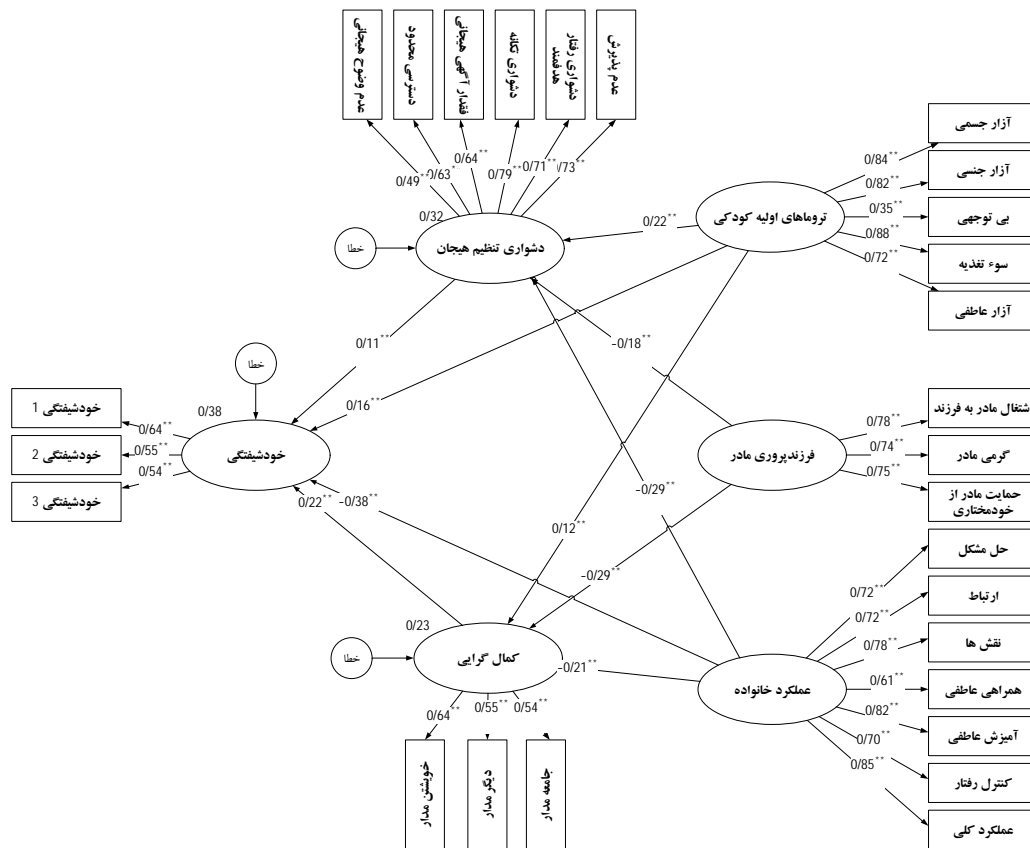 عدم وضوح هیجانی
دسترسی محدود
فقدار آگهی هیجانی
دشواری تکانه
دشواری رفتار
هدفمند
عدم پذیرش
0/49**
0/63**
0/64**
0/79**
0/71**
0/73**
0/32
خطا
دشواری تنظیم هیجان
تروماهای اولیه کودکی
0/84**
0/82**
0/35**
0/88**
0/72**
آزار جسمی
آزار جنسی
بی توجهی
سوء تغذیه
آزار عاطفی
0/22**
-0/18**
0/11**
0/16**
خطا
0/38
خودشیفتگی
خودشیفتگی 1
خودشیفتگی 2
خودشیفتگی 3
0/64**
0/55**
0/54**
فرزندپروری مادر
0/78**
0/74**
0/75**
شتغال مادر به فرزند
گرمی مادر
حمایت مادر از
خودمختاری
0/22**
-0/38**
-0/29**
0/12**
-0/29**
-0/21**
0/23
خطا
کمال گرایی
0/64**
0/55**
0/54**
خویشتن مدار
دیگر مدار
جامعه مدار
عملکرد خانواده
0/72**
0/72**
0/78**
0/61**
0/82**
0/70**
0/85**
حل مشکل
ارتباط
نقش ها
همراهی عاطفی
آمیزش عاطفی
کنترل رفتار
عملکرد کلی